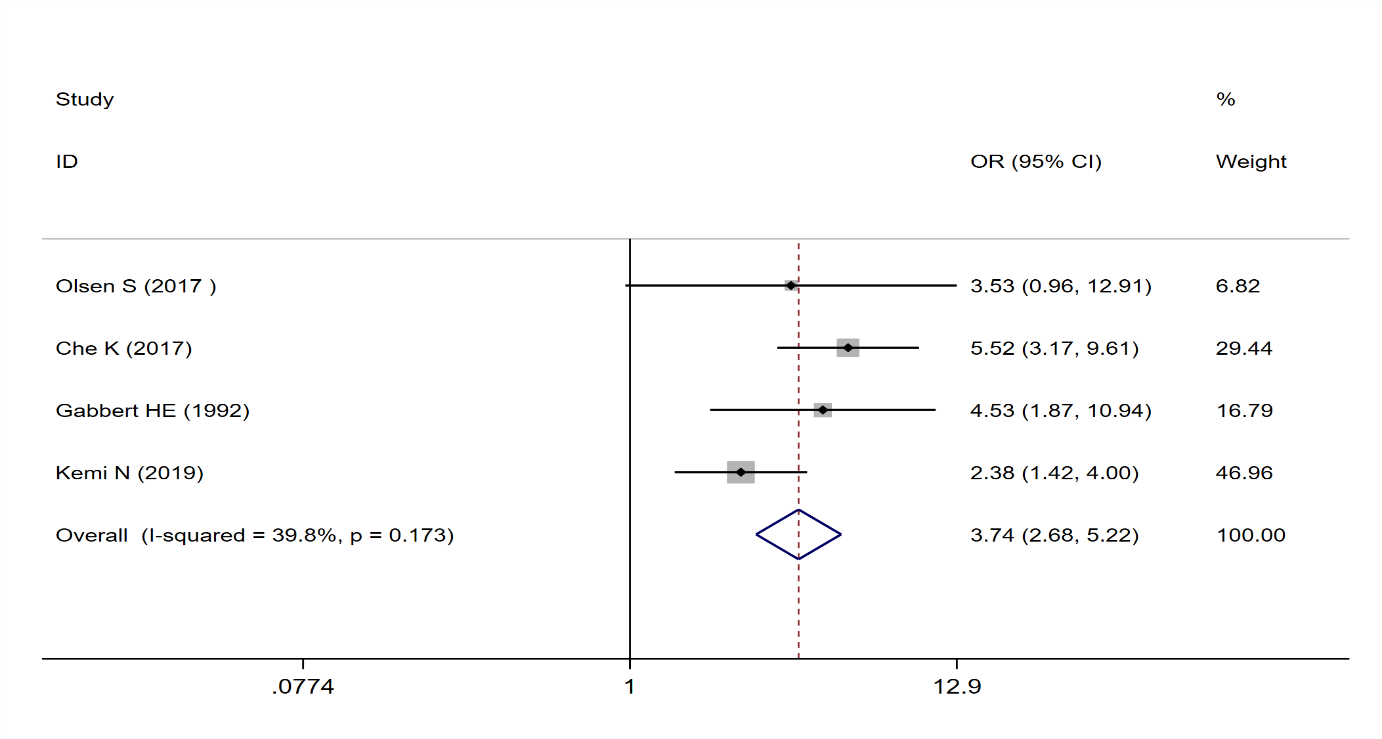 Study %
ID OR (95% CI) Weight
Olsen S (2017 ) 3.53 (0.96, 12.91) 6.82
Che K (2017) 5.52 (3.17, 9.61) 29.44
Gabbert HE (1992) 4.53 (1.87, 10.94) 16.79
Kemi N (2019) 2.38 (1.42, 4.00) 46.96
Overall (I-squared = 39.8%, p = 0.173) 3.74 (2.68, 5.22) 100.00
.0774 1 12.9